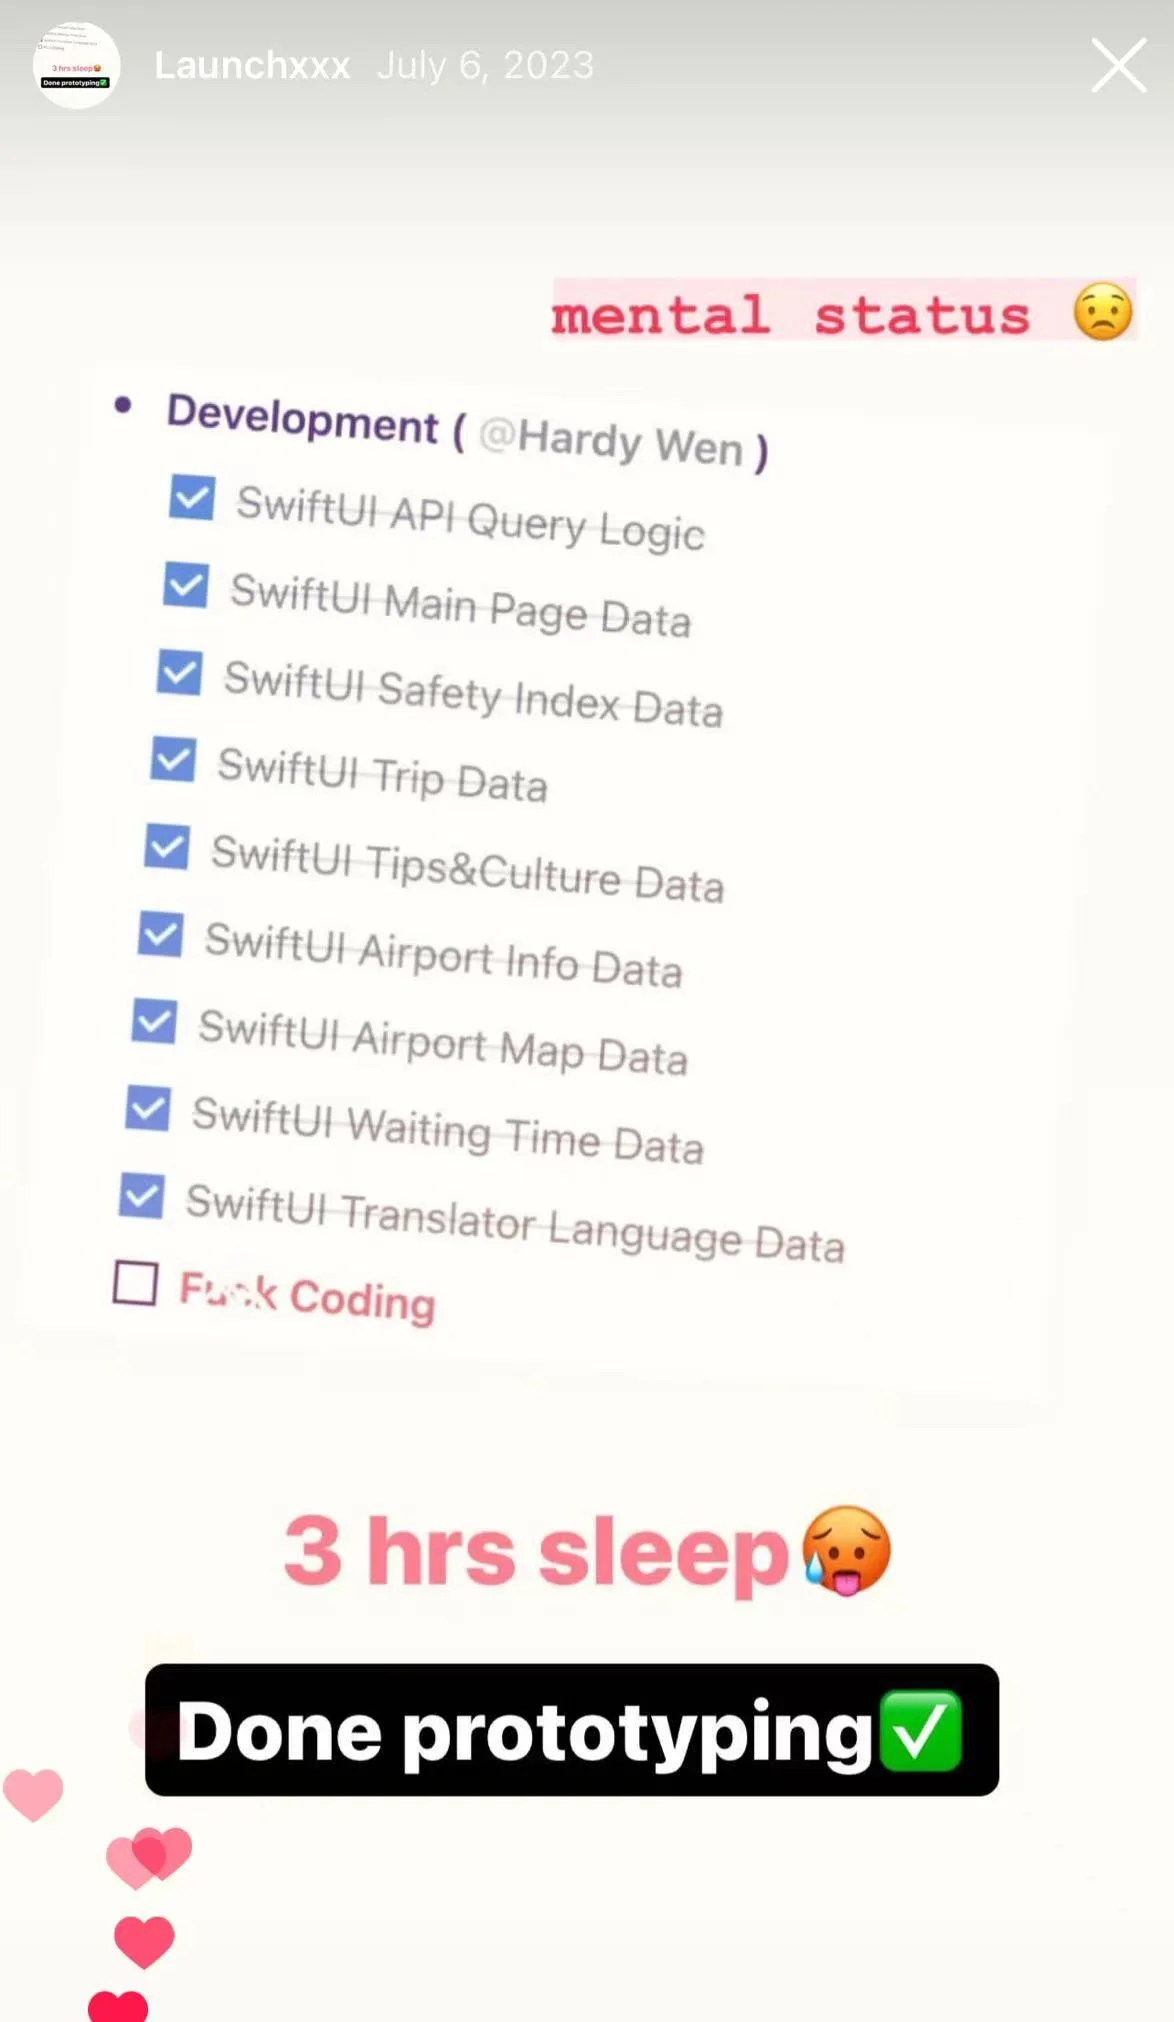 Launchxxx July 6, 2023
mental status 😟
• Development ( @Hardy Wen )
SwiftUI API Query Logic
SwiftUI Main Page Data
SwiftUI Safety Index Data
SwiftUI Trip Data
SwiftUI Tips&Culture Data
SwiftUI Airport Info Data
SwiftUI Airport Map Data
SwiftUI Waiting Time Data
SwiftUI Translator Language Data
Fuck Coding
3 hrs sleep🥵
Done prototyping✅